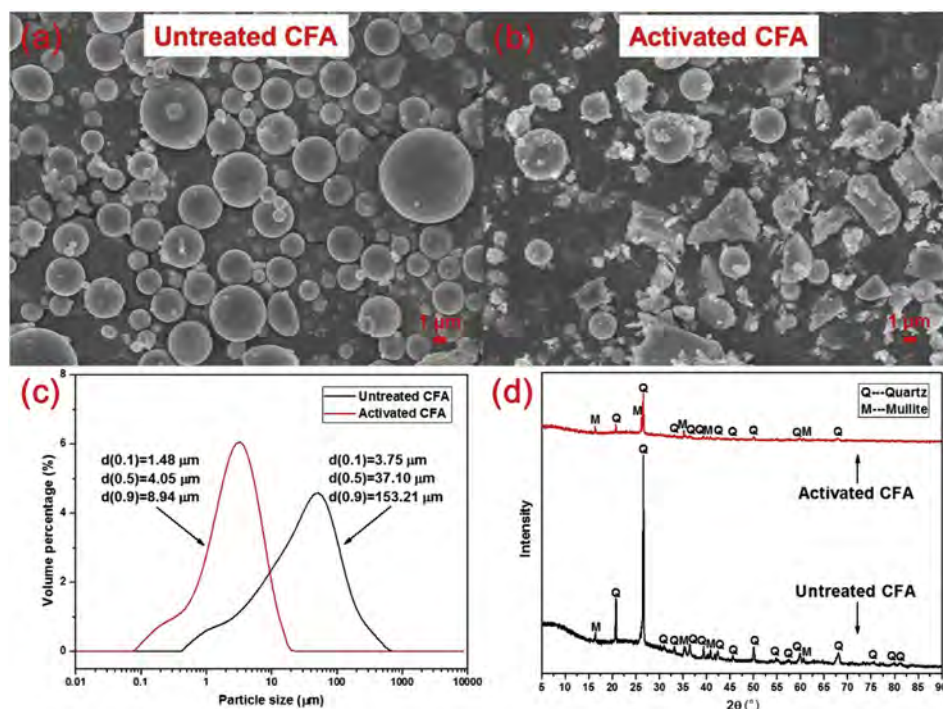 (a) Untreated CFA
1 μm
(b) Activated CFA
1 μm
(c)
Untreated CFA
Activated CFA
d(0.1)=1.48 μm
d(0.5)=4.05 μm
d(0.9)=8.94 μm
d(0.1)=3.75 μm
d(0.5)=37.10 μm
d(0.9)=153.21 μm
Volume percentage (%)
8
6
4
2
0
0.01 0.1 1 10 100 1000 10000
Particle size (μm)
(d)
Q---Quartz
M---Mullite
Q
M Q M Q M Q Q M Q Q Q Q M Q
Activated CFA
Q
Q
Untreated CFA
M Q Q M Q Q M Q Q Q Q Q Q M Q Q Q Q
Intensity
5 10 15 20 25 30 35 40 45 50 55 60 65 70 75 80 85 90
2θ (°)